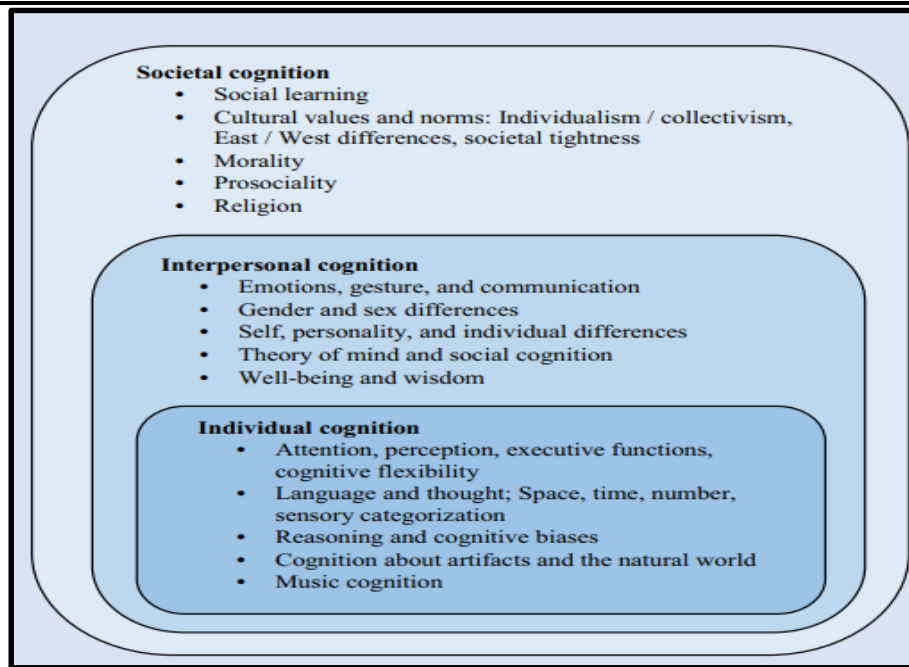 Societal cognition
• Social learning
• Cultural values and norms: Individualism / collectivism,
East / West differences, societal tightness
• Morality
• Prosociality
• Religion
Interpersonal cognition
• Emotions, gesture, and communication
• Gender and sex differences
• Self, personality, and individual differences
• Theory of mind and social cognition
• Well-being and wisdom
Individual cognition
• Attention, perception, executive functions,
cognitive flexibility
• Language and thought; Space, time, number,
sensory categorization
• Reasoning and cognitive biases
• Cognition about artifacts and the natural world
• Music cognition